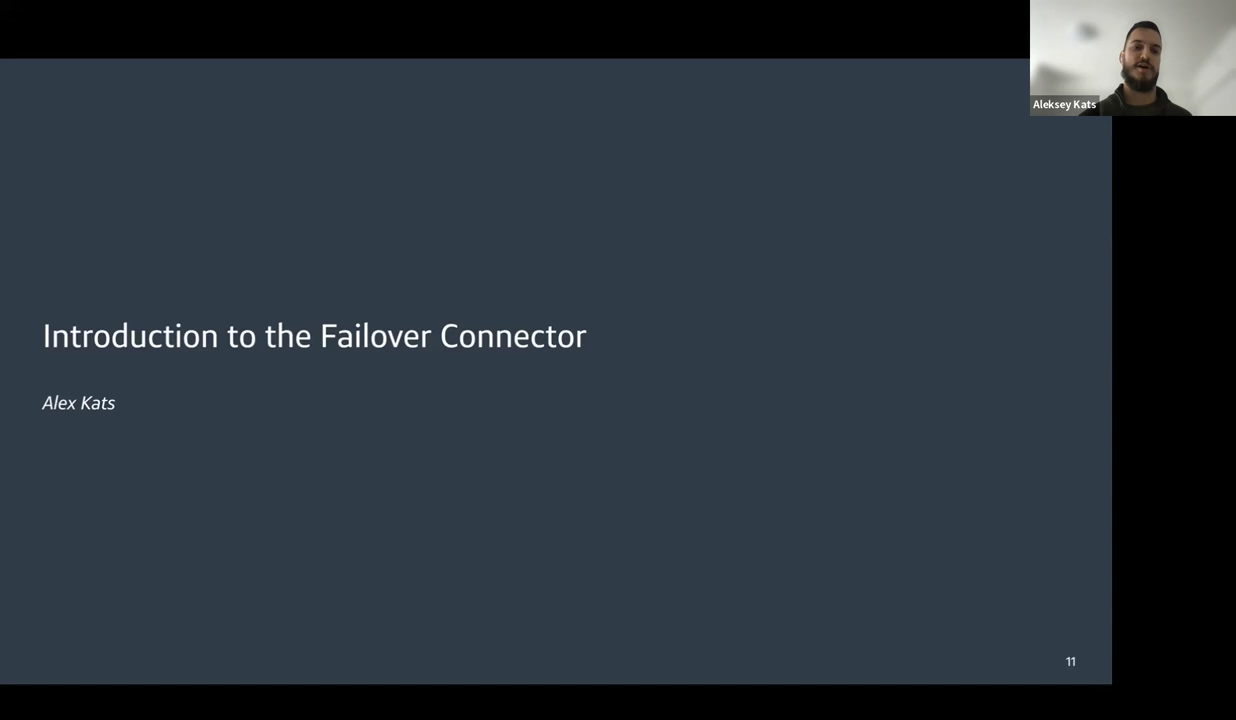 Aleksey Kats
Introduction to the Failover Connector
Alex Kats
11